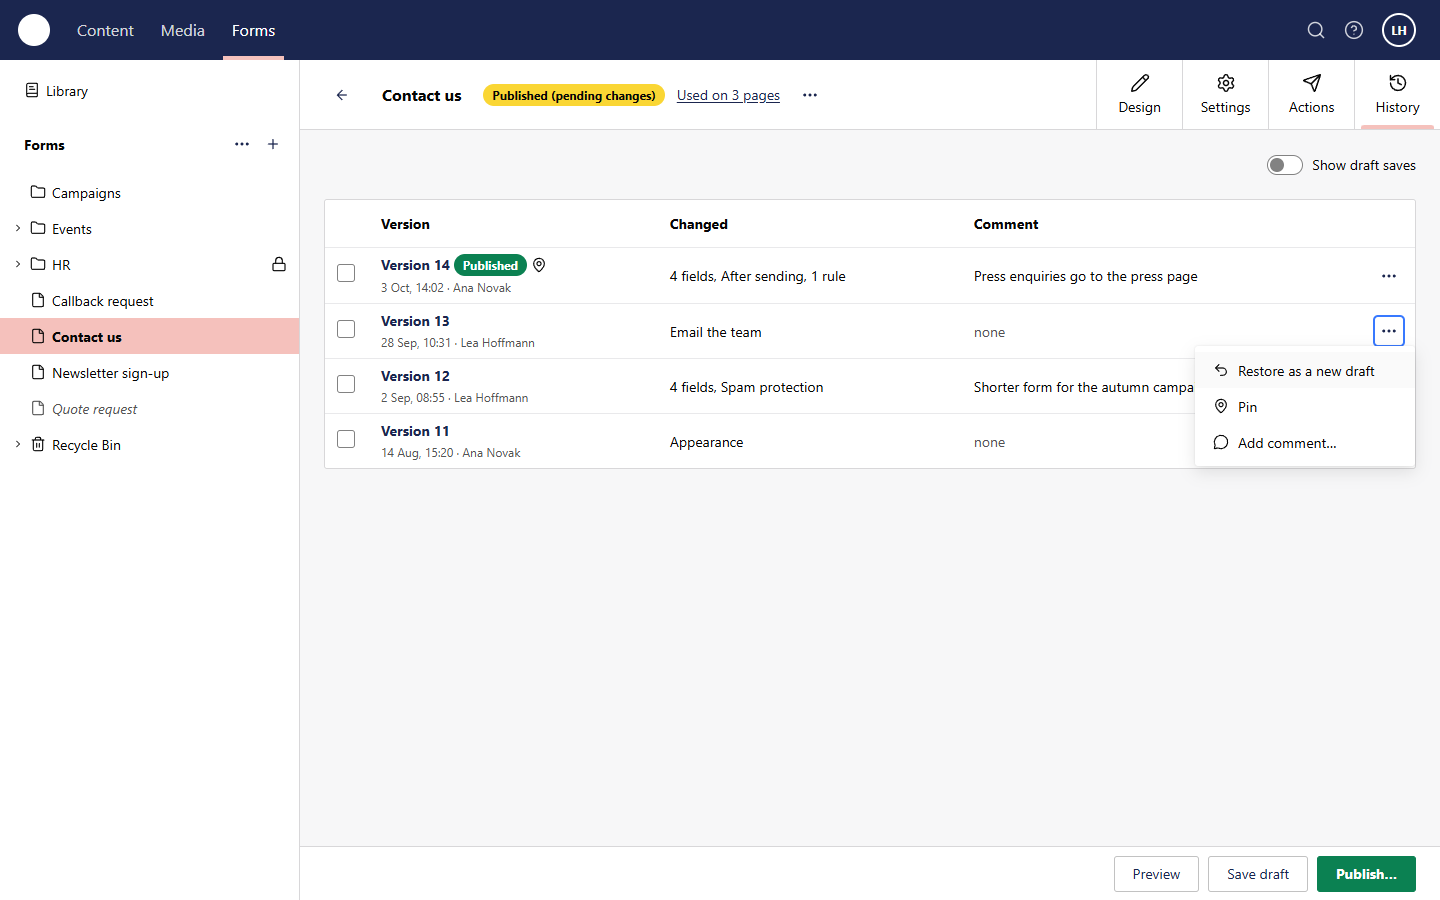 Content
Media
Forms
LH
Library
Forms
Campaigns
Events
HR
Callback request
Contact us
Newsletter sign-up
Quote request
Recycle Bin
Contact us
Published (pending changes)
Used on 3 pages
Design
Settings
Actions
History
Show draft saves
Version
Changed
Comment
Version 14 Published
3 Oct, 14:02 · Ana Novak
4 fields, After sending, 1 rule
Press enquiries go to the press page
Version 13
28 Sep, 10:31 · Lea Hoffmann
Email the team
none
Version 12
2 Sep, 08:55 · Lea Hoffmann
4 fields, Spam protection
Shorter form for the autumn campa
Version 11
14 Aug, 15:20 · Ana Novak
Appearance
none
Restore as a new draft
Pin
Add comment...
Preview
Save draft
Publish...